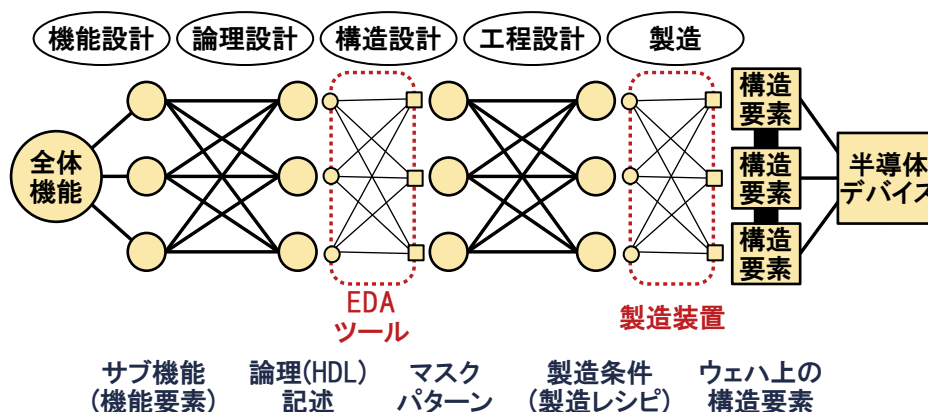 機能設計
論理設計
構造設計
工程設計
製造
全体
機能
構造
要素
構造
要素
構造
要素
半導体
デバイス
EDA
ツール
製造装置
サブ機能
(機能要素)
論理(HDL)
記述
マスク
パターン
製造条件
(製造レシピ)
ウェハ上の
構造要素